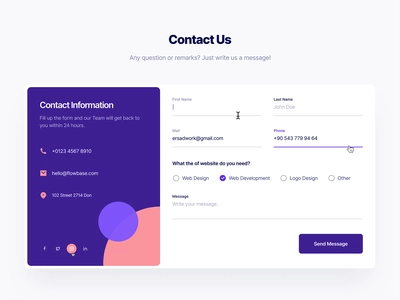 Contact Us
Any question or remarks? Just write us a message!
Contact Information
Fill up the form and our Team will get back to
you within 24 hours.
+0123 4567 8910
hello@flowbase.com
102 Street 2714 Don
First Name
Last Name
John Doe
Mail
ersadwork@gmail.com
Phone
+90 543 779 94 64
What the of website do you need?
Web Design
Web Development
Logo Design
Other
Message
Write your message..
Send Message